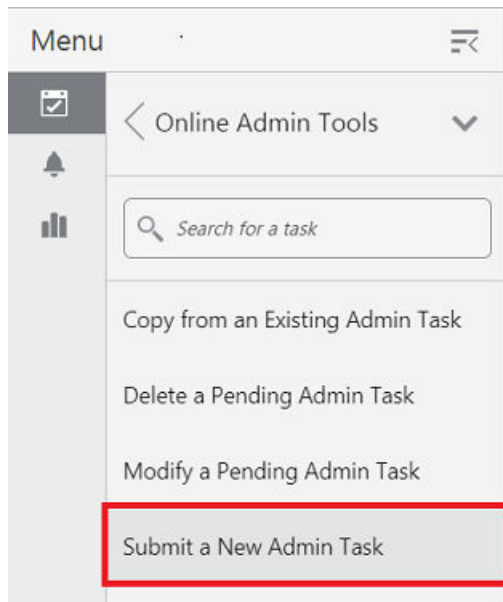 Menu
Online Admin Tools
Search for a task
Copy from an Existing Admin Task
Delete a Pending Admin Task
Modify a Pending Admin Task
Submit a New Admin Task